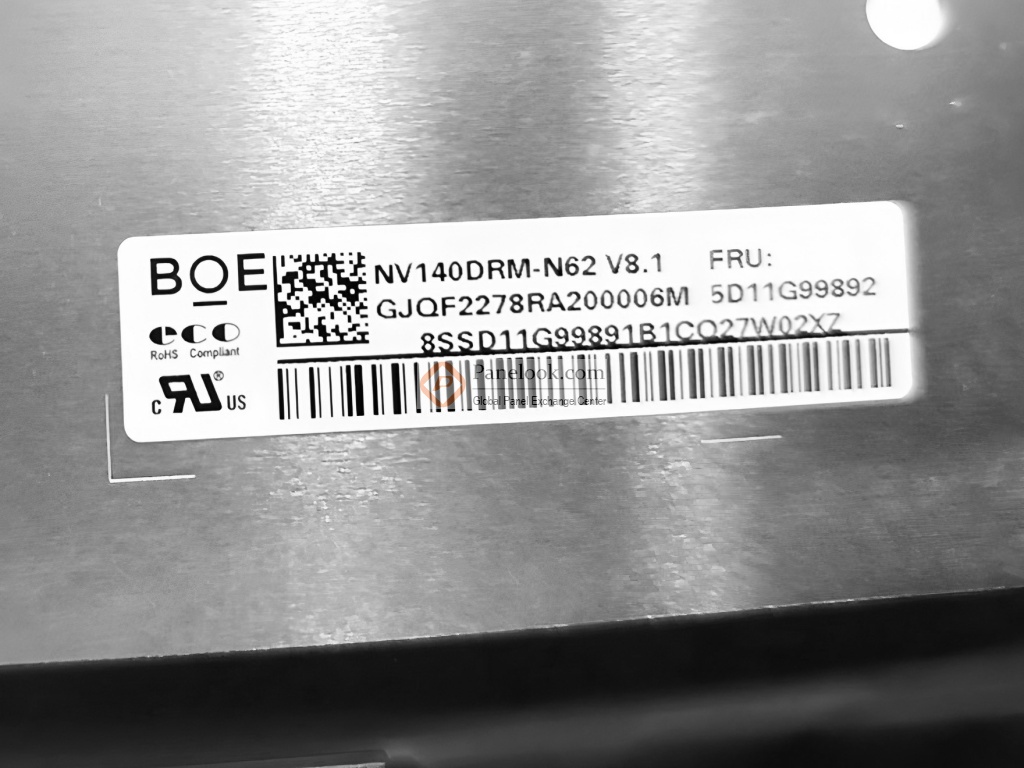 BOE
NV140DRM-N62 V8.1
FRU:
GJQF2278RA200006M
5D11G99892
8SSD11G99891B1CQ27W02XZ
eco
RoHS Compliant
c RU ® US
Panelook.com
Global Panel Exchange Center